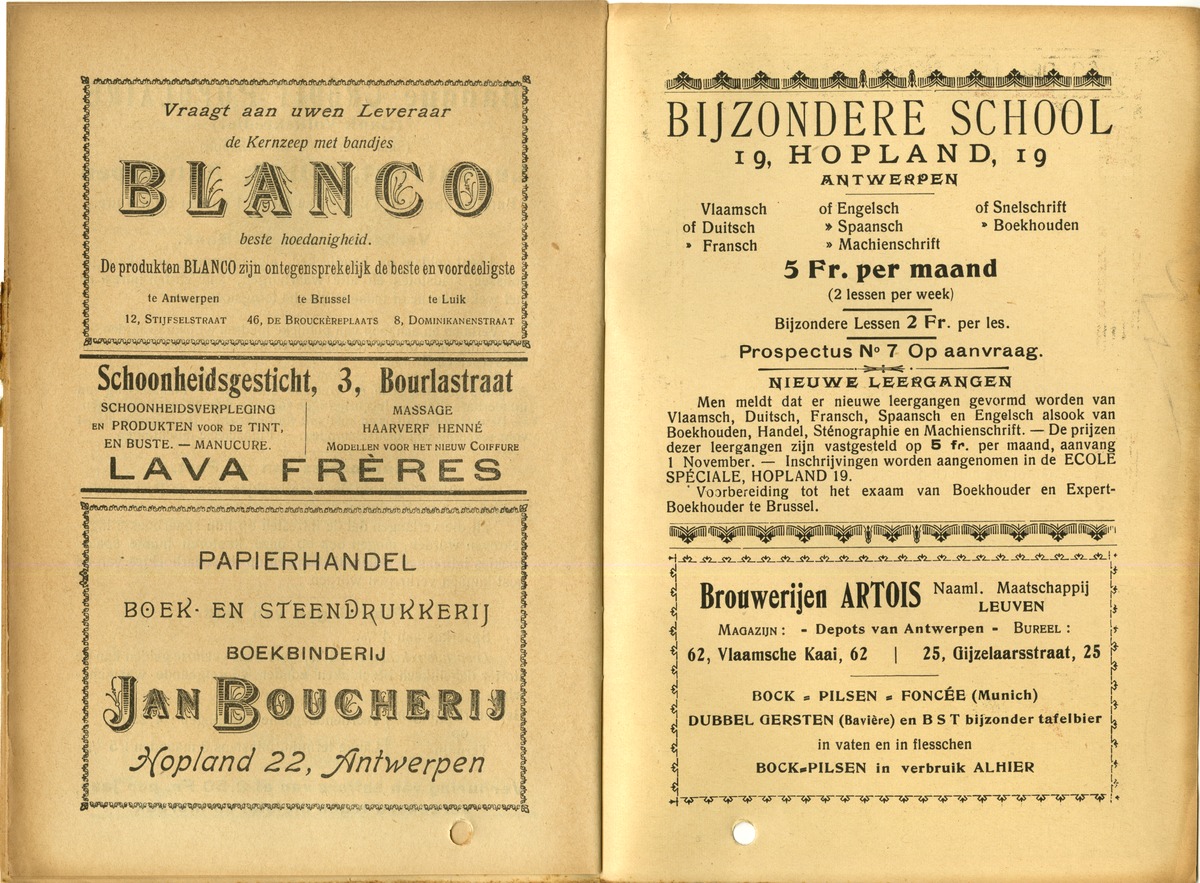 Vraagt aan uwen Leveraar
de Kernzeep met bandjes
BLANCO
beste hoedanigheid.
De produkten BLANCO zijn ontegensprekelijk de beste en voordeeligste
te Antwerpen te Brussel te Luik
12, STIJFSELSTRAAT 46, DE BROUCKÈREPLAATS 8, DOMINIKANENSTRAAT
Schoonheidsgesticht, 3, Bourlastraat
SCHOONHEIDSVERPLEGING
EN PRODUKTEN VOOR DE TINT,
EN BUSTE. — MANUCURE.
MASSAGE
HAARVERF HENNÉ
MODELLEN VOOR HET NIEUW COIFFURE
LAVA FRÈRES
PAPIERHANDEL
BOEK- EN STEENDRUKKERIJ
BOEKBINDERIJ
JAN BOUCHERIJ
Hopland 22, Antwerpen
BIJZONDERE SCHOOL
19, HOPLAND, 19
ANTWERPEN
Vlaamsch of Engelsch of Snelschrift
of Duitsch » Spaansch » Boekhouden
» Fransch » Machienschrift
5 Fr. per maand
(2 lessen per week)
Bijzondere Lessen 2 Fr. per les.
Prospectus No 7 Op aanvraag.
NIEUWE LEERGANGEN
Men meldt dat er nieuwe leergangen gevormd worden van
Vlaamsch, Duitsch, Fransch, Spaansch en Engelsch alsook van
Boekhouden, Handel, Sténographie en Machienschrift. — De prijzen
dezer leergangen zijn vastgesteld op 5 fr. per maand, aanvang
1 November. — Inschrijvingen worden aangenomen in de ECOLE
SPÉCIALE, HOPLAND 19.
Voorbereiding tot het exaam van Boekhouder en Expert-
Boekhouder te Brussel.
Brouwerijen ARTOIS Naaml. Maatschappij
LEUVEN
MAGAZIJN : - Depots van Antwerpen - BUREEL :
62, Vlaamsche Kaai, 62 | 25, Gijzelaarsstraat, 25
BOCK = PILSEN = FONCÉE (Munich)
DUBBEL GERSTEN (Bavière) en B S T bijzonder tafelbier
in vaten en in flesschen
BOCK=PILSEN in verbruik ALHIER